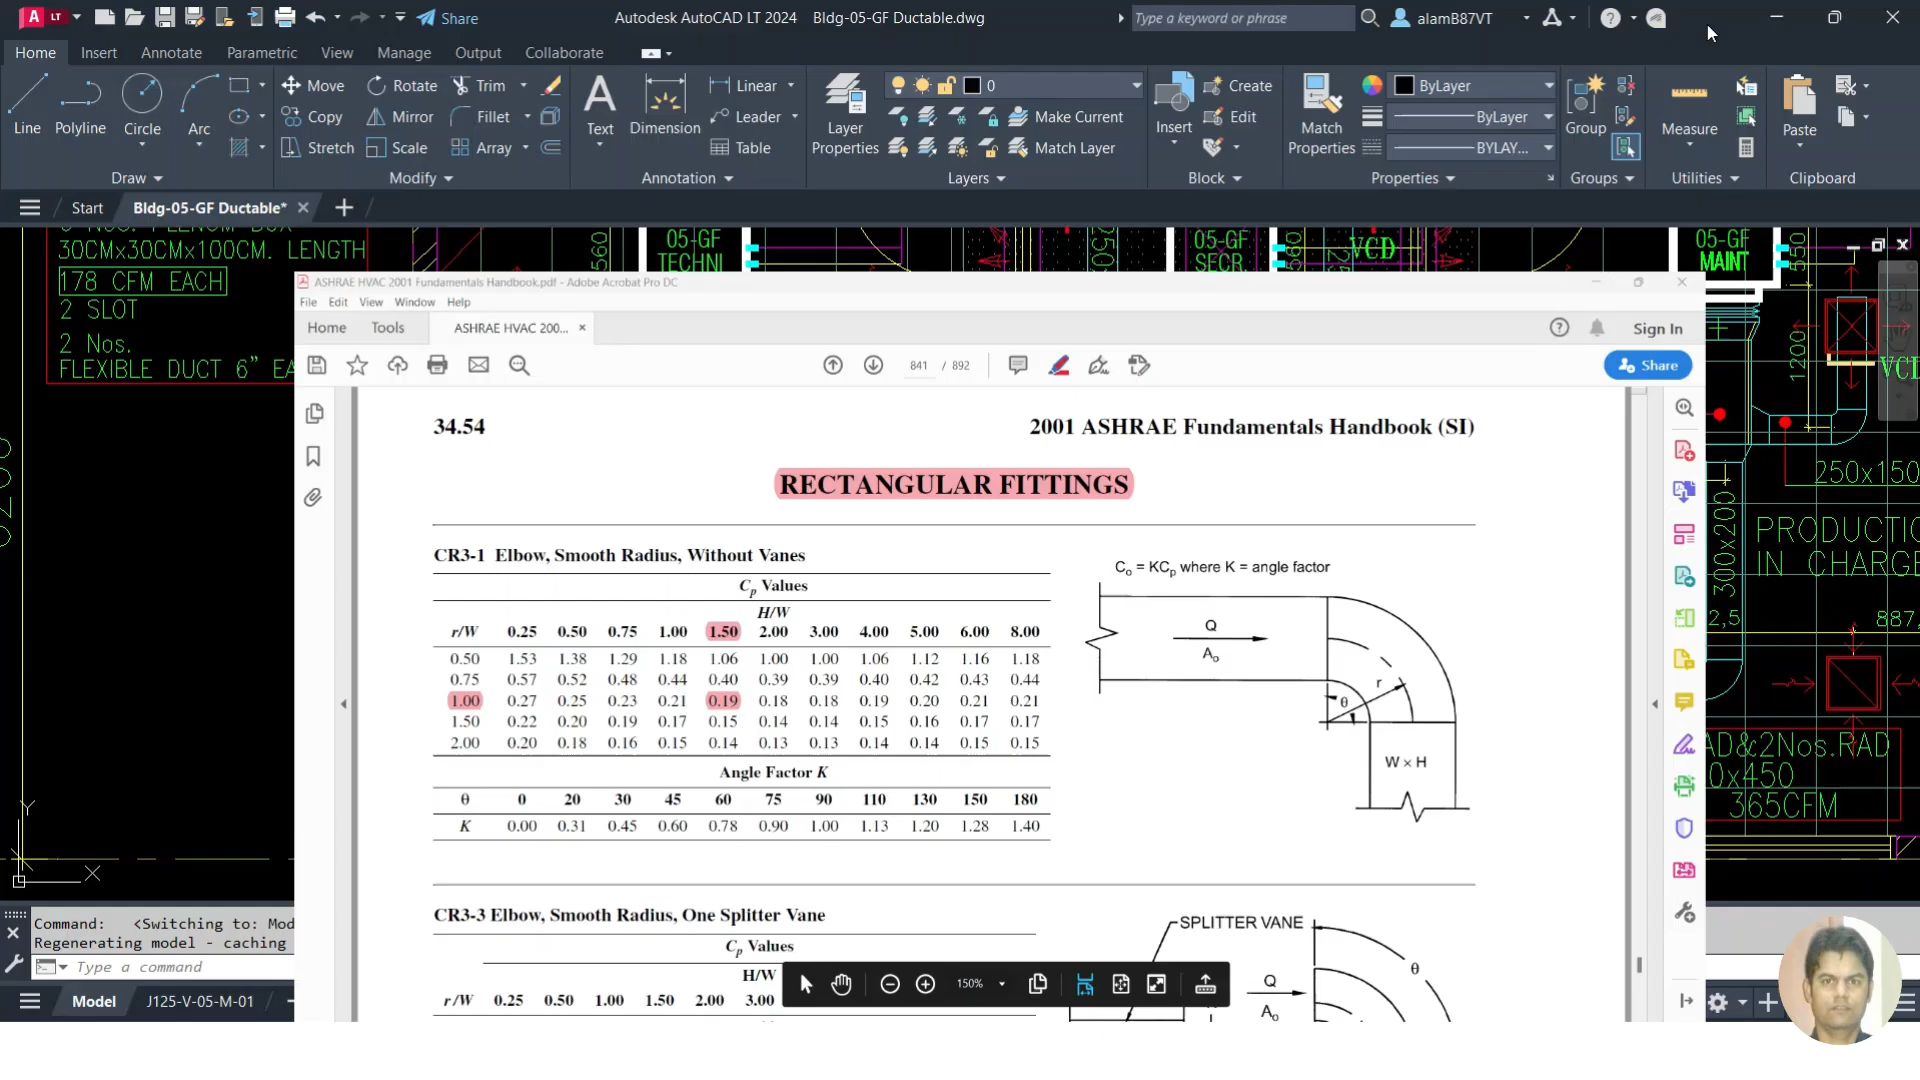 LT
Share
Autodesk AutoCAD LT 2024 Bldg-05-GF Ductable.dwg
Type a keyword or phrase
alamB87VT
Home Insert Annotate Parametric View Manage Output Collaborate
Line Polyline Circle Arc
Move Rotate Trim
Copy Mirror Fillet
Stretch Scale Array
Text Dimension
Linear
Leader
Table
Layer Properties
0
Make Current
Match Layer
Insert
Create
Edit
Match Properties
ByLayer
ByLayer
BYLAY...
Group
Measure
Paste
Draw Modify Annotation Layers Block Properties Groups Utilities Clipboard
Start Bldg-05-GF Ductable*
30CMx30CMx100CM. LENGTH
178 CFM EACH
2 SLOT
2 Nos.
FLEXIBLE DUCT 6" EA
560
05-GF
TECHNI
250
05-GF
SECR.
560
VCD
05-GF
MAINT
550
1200
VCD
250x150
PRODUCTIO
IN CHARGE
300x200
2,5
887,
AD&2Nos.RAD
0x450
365CFM
ASHRAE HVAC 2001 Fundamentals Handbook.pdf - Adobe Acrobat Pro DC
File Edit View Window Help
Home Tools ASHRAE HVAC 200...
Sign In
841 / 892
Share
34.54 2001 ASHRAE Fundamentals Handbook (SI)
RECTANGULAR FITTINGS
CR3-1 Elbow, Smooth Radius, Without Vanes
Cp Values
H/W
r/W 0.25 0.50 0.75 1.00 1.50 2.00 3.00 4.00 5.00 6.00 8.00
0.50 1.53 1.38 1.29 1.18 1.06 1.00 1.00 1.06 1.12 1.16 1.18
0.75 0.57 0.52 0.48 0.44 0.40 0.39 0.39 0.40 0.42 0.43 0.44
1.00 0.27 0.25 0.23 0.21 0.19 0.18 0.18 0.19 0.20 0.21 0.21
1.50 0.22 0.20 0.19 0.17 0.15 0.14 0.14 0.15 0.16 0.17 0.17
2.00 0.20 0.18 0.16 0.15 0.14 0.13 0.13 0.14 0.14 0.15 0.15
Angle Factor K
θ 0 20 30 45 60 75 90 110 130 150 180
K 0.00 0.31 0.45 0.60 0.78 0.90 1.00 1.13 1.20 1.28 1.40
Co = KCp where K = angle factor
Q
Ao
r
θ
W × H
CR3-3 Elbow, Smooth Radius, One Splitter Vane
Cp Values
H/W
r/W 0.25 0.50 1.00 1.50 2.00 3.00
SPLITTER VANE
θ
Q
Ao
150%
Y
X
Command: <Switching to: Mod
Regenerating model - caching
Type a command
Model J125-V-05-M-01